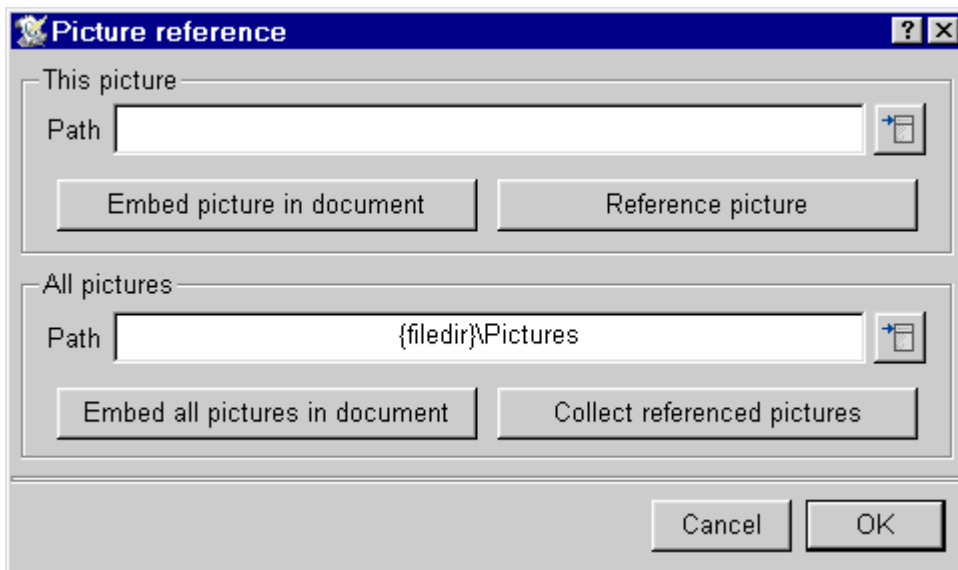 Picture reference
This picture
Path
Embed picture in document Reference picture
All pictures
Path {filedir}\Pictures
Embed all pictures in document Collect referenced pictures
Cancel OK